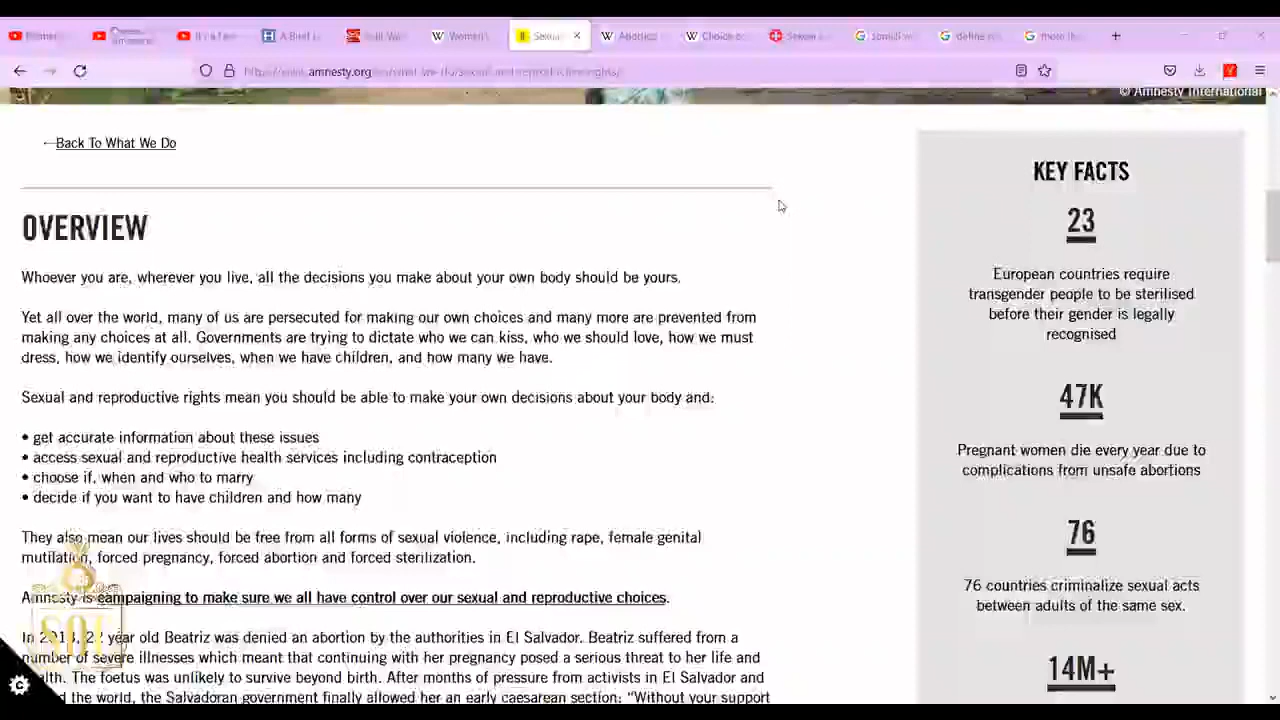 Women'
Sexua
Abortion
Choice
define
more th
amnesty.org
© Amnesty International
←Back To What We Do
OVERVIEW
Whoever you are, wherever you live, all the decisions you make about your own body should be yours.
Yet all over the world, many of us are persecuted for making our own choices and many more are prevented from
making any choices at all. Governments are trying to dictate who we can kiss, who we should love, how we must
dress, how we identify ourselves, when we have children, and how many we have.
Sexual and reproductive rights mean you should be able to make your own decisions about your body and:
• get accurate information about these issues
• access sexual and reproductive health services including contraception
• choose if, when and who to marry
• decide if you want to have children and how many
They also mean our lives should be free from all forms of sexual violence, including rape, female genital
mutilation, forced pregnancy, forced abortion and forced sterilization.
Amnesty is campaigning to make sure we all have control over our sexual and reproductive choices.
In year old Beatriz was denied an abortion by the authorities in El Salvador. Beatriz suffered from a
number of severe illnesses which meant that continuing with her pregnancy posed a serious threat to her life and
The foetus was unlikely to survive beyond birth. After months of pressure from activists in El Salvador and
the world, the Salvadoran government finally allowed her an early caesarean section: "Without your support
KEY FACTS
23
European countries require
transgender people to be sterilised
before their gender is legally
recognised
47K
Pregnant women die every year due to
complications from unsafe abortions
76
76 countries criminalize sexual acts
between adults of the same sex.
14M+